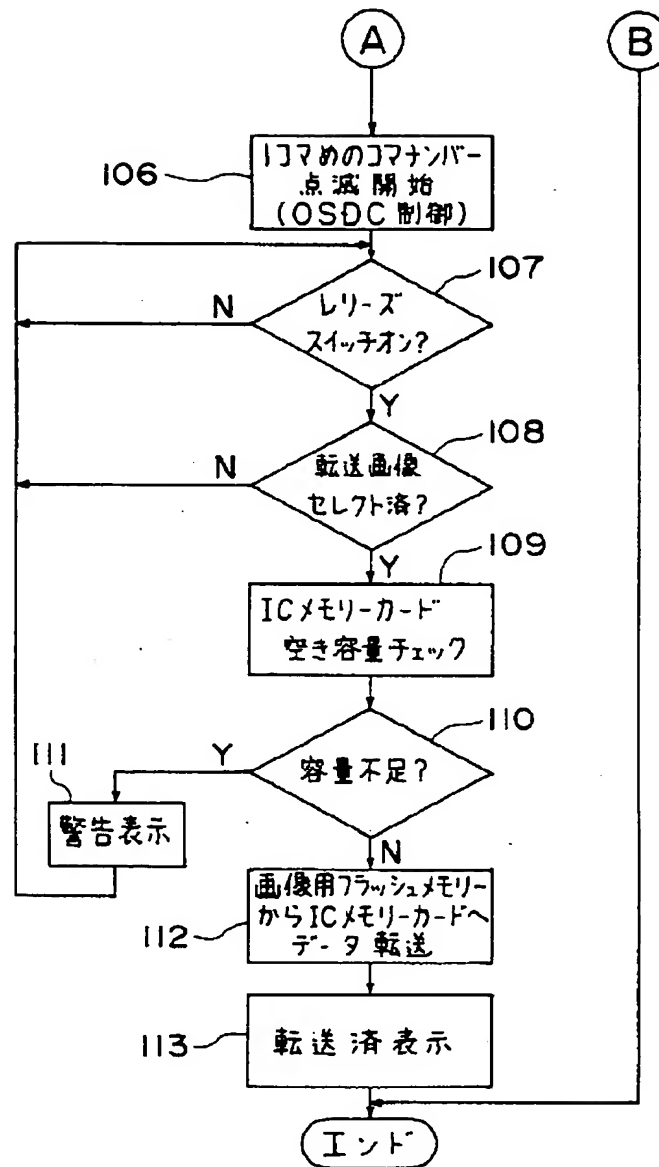 A
B
106
1コマめのコマナンバー
点滅開始
(OSDC 制御)
107
レリーズ
スイッチオン?
N
Y
108
転送画像
セレクト済?
N
Y
109
ICメモリーカード
空き容量チェック
110
容量不足?
Y
N
111
警告表示
112
画像用フラッシュメモリー
からICメモリーカードへ
データ転送
113
転送済表示
エンド